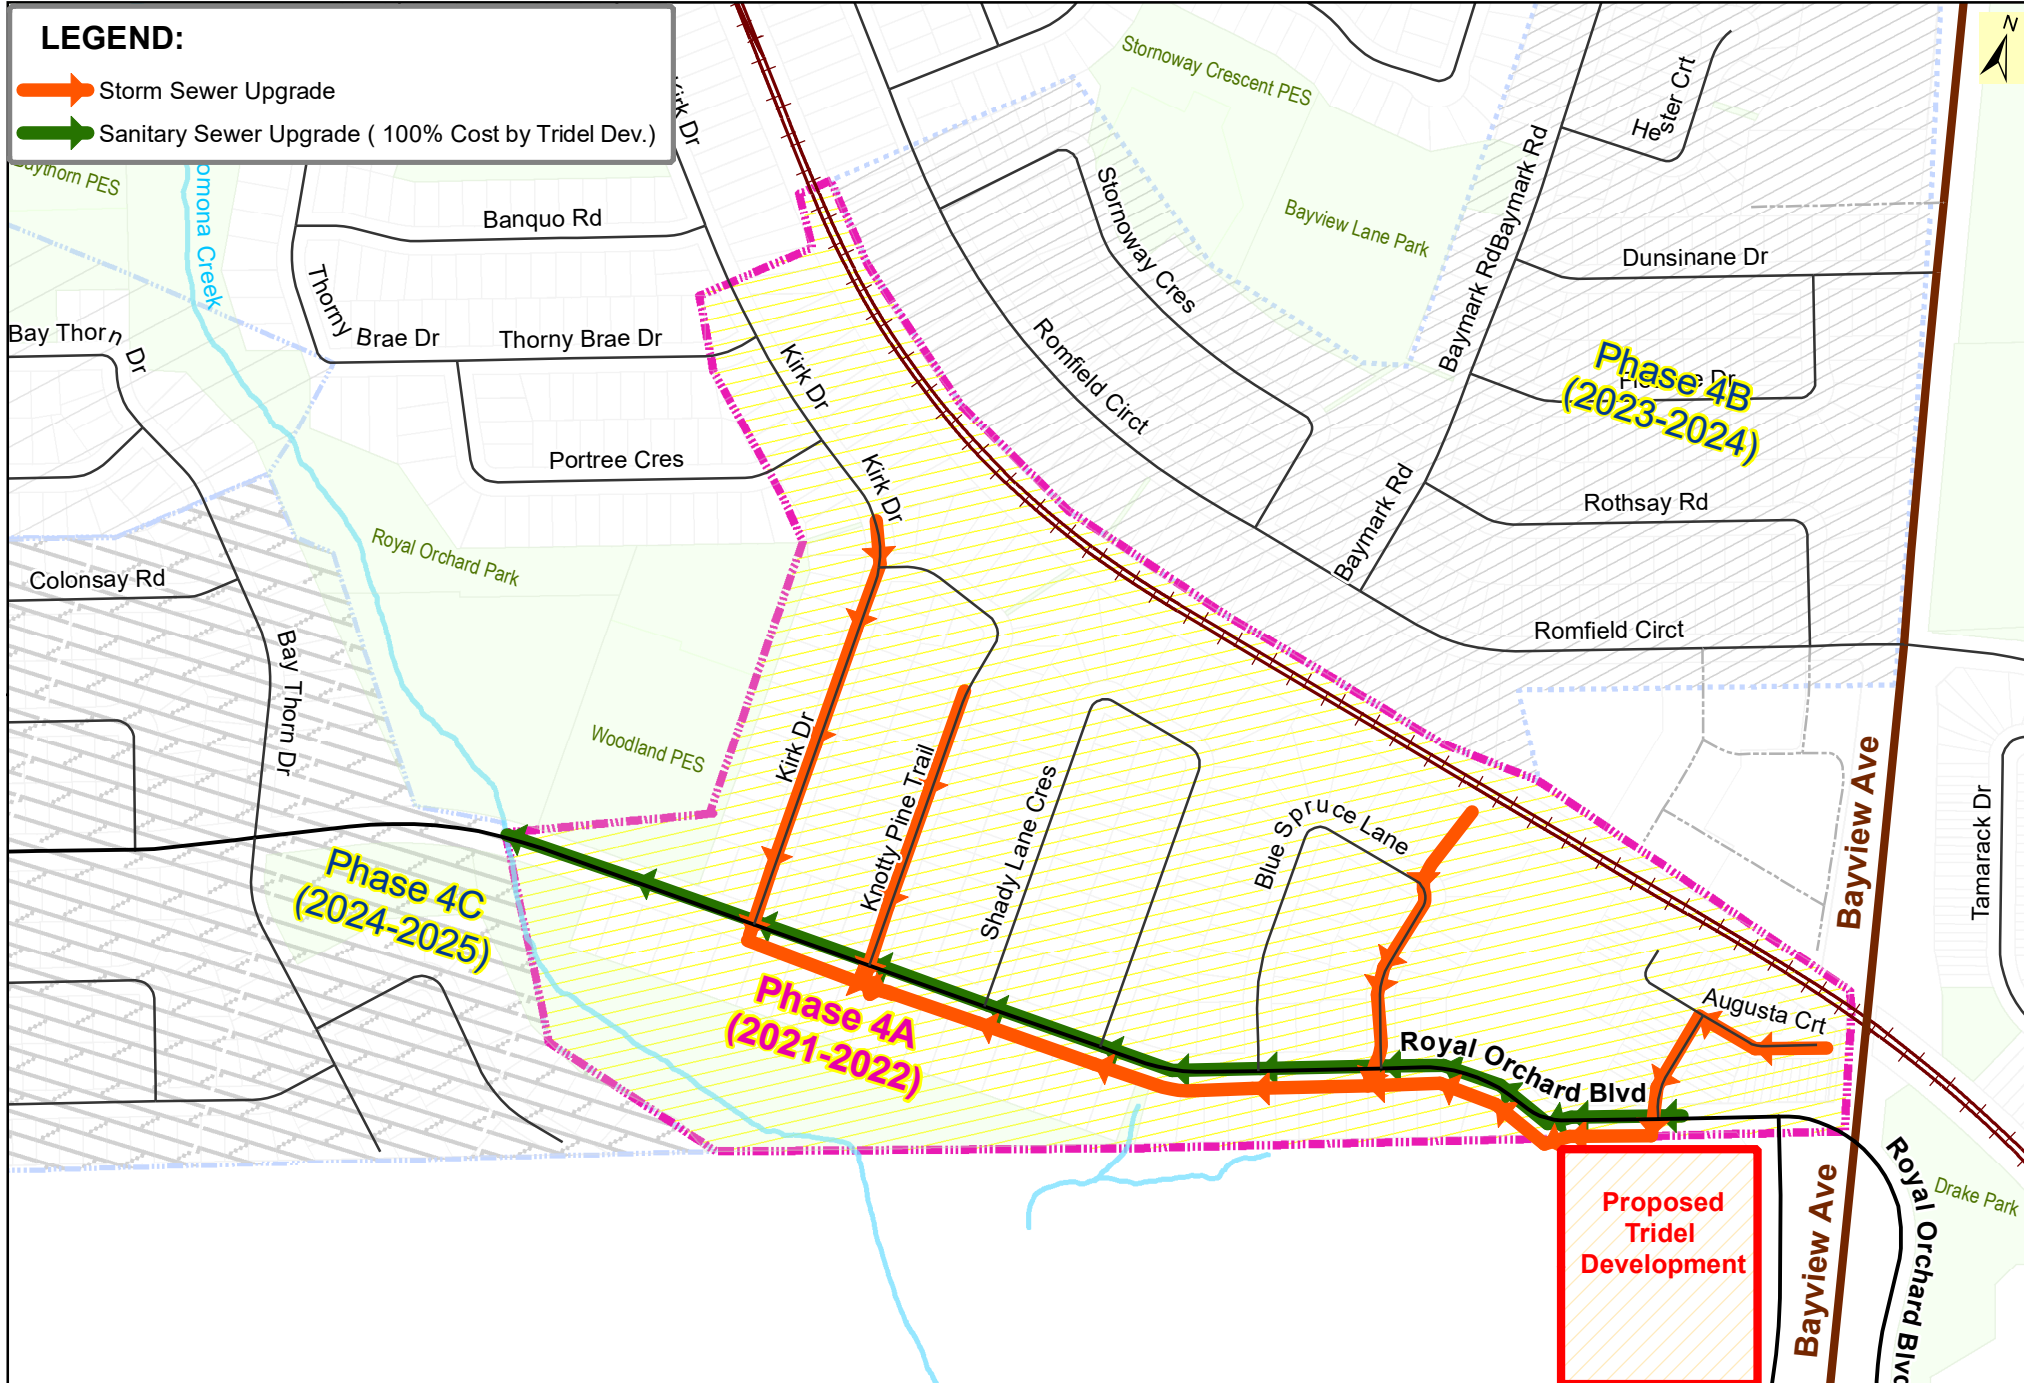 LEGEND:
Storm Sewer Upgrade
Sanitary Sewer Upgrade ( 100% Cost by Tridel Dev.)
N
Kirk Dr
Stornoway Crescent PES
Hester Crt
Baymark Rd
Baymark Rd
Bayview Lane Park
Stornoway Cres
Banquo Rd
Dunsinane Dr
Thorny
Brae Dr
Thorny Brae Dr
Bay Thorn Dr
Kirk Dr
Romfield Circt
Phase 4B
(2023-2024)
Portree Cres
Kirk Dr
Baymark Rd
Rothsay Rd
Royal Orchard Park
Colonsay Rd
Romfield Circt
Bay Thorn Dr
Woodland PES
Kirk Dr
Knotty Pine Trail
Shady Lane Cres
Blue Spruce Lane
Bayview Ave
Tamarack Dr
Phase 4C
(2024-2025)
Phase 4A
(2021-2022)
Augusta Crt
Royal Orchard Blvd
Proposed
Tridel
Development
Bayview Ave
Royal Orchard Blvd
Drake Park